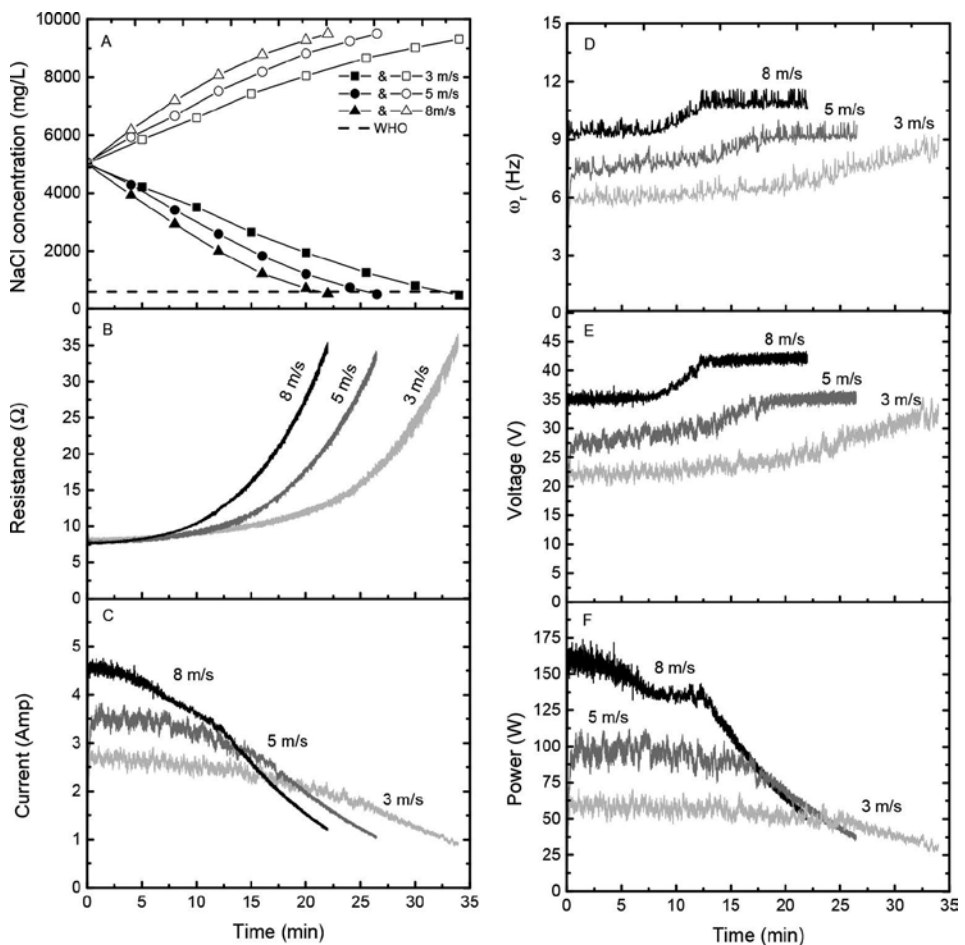 A
NaCl concentration (mg/L)
10000
8000
6000
4000
2000
0
■ & □ 3 m/s
● & ○ 5 m/s
▲ & △ 8m/s
WHO
B
Resistance (Ω)
35
30
25
20
15
10
5
0
8 m/s
5 m/s
3 m/s
C
Current (Amp)
5
4
3
2
1
0
8 m/s
5 m/s
3 m/s
0 5 10 15 20 25 30 35
Time (min)
D
ωr (Hz)
15
12
9
6
3
0
8 m/s
5 m/s
3 m/s
E
Voltage (V)
45
40
35
30
25
20
15
10
5
0
8 m/s
5 m/s
3 m/s
F
Power (W)
175
150
125
100
75
50
25
0
8 m/s
5 m/s
3 m/s
0 5 10 15 20 25 30 35
Time (min)